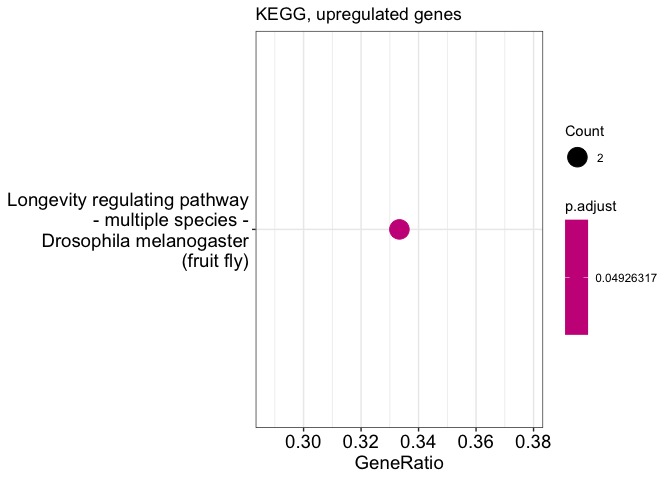 KEGG, upregulated genes
Longevity regulating pathway
- multiple species -
Drosophila melanogaster
(fruit fly)
0.30 0.32 0.34 0.36 0.38
GeneRatio
Count
2
p.adjust
0.04926317